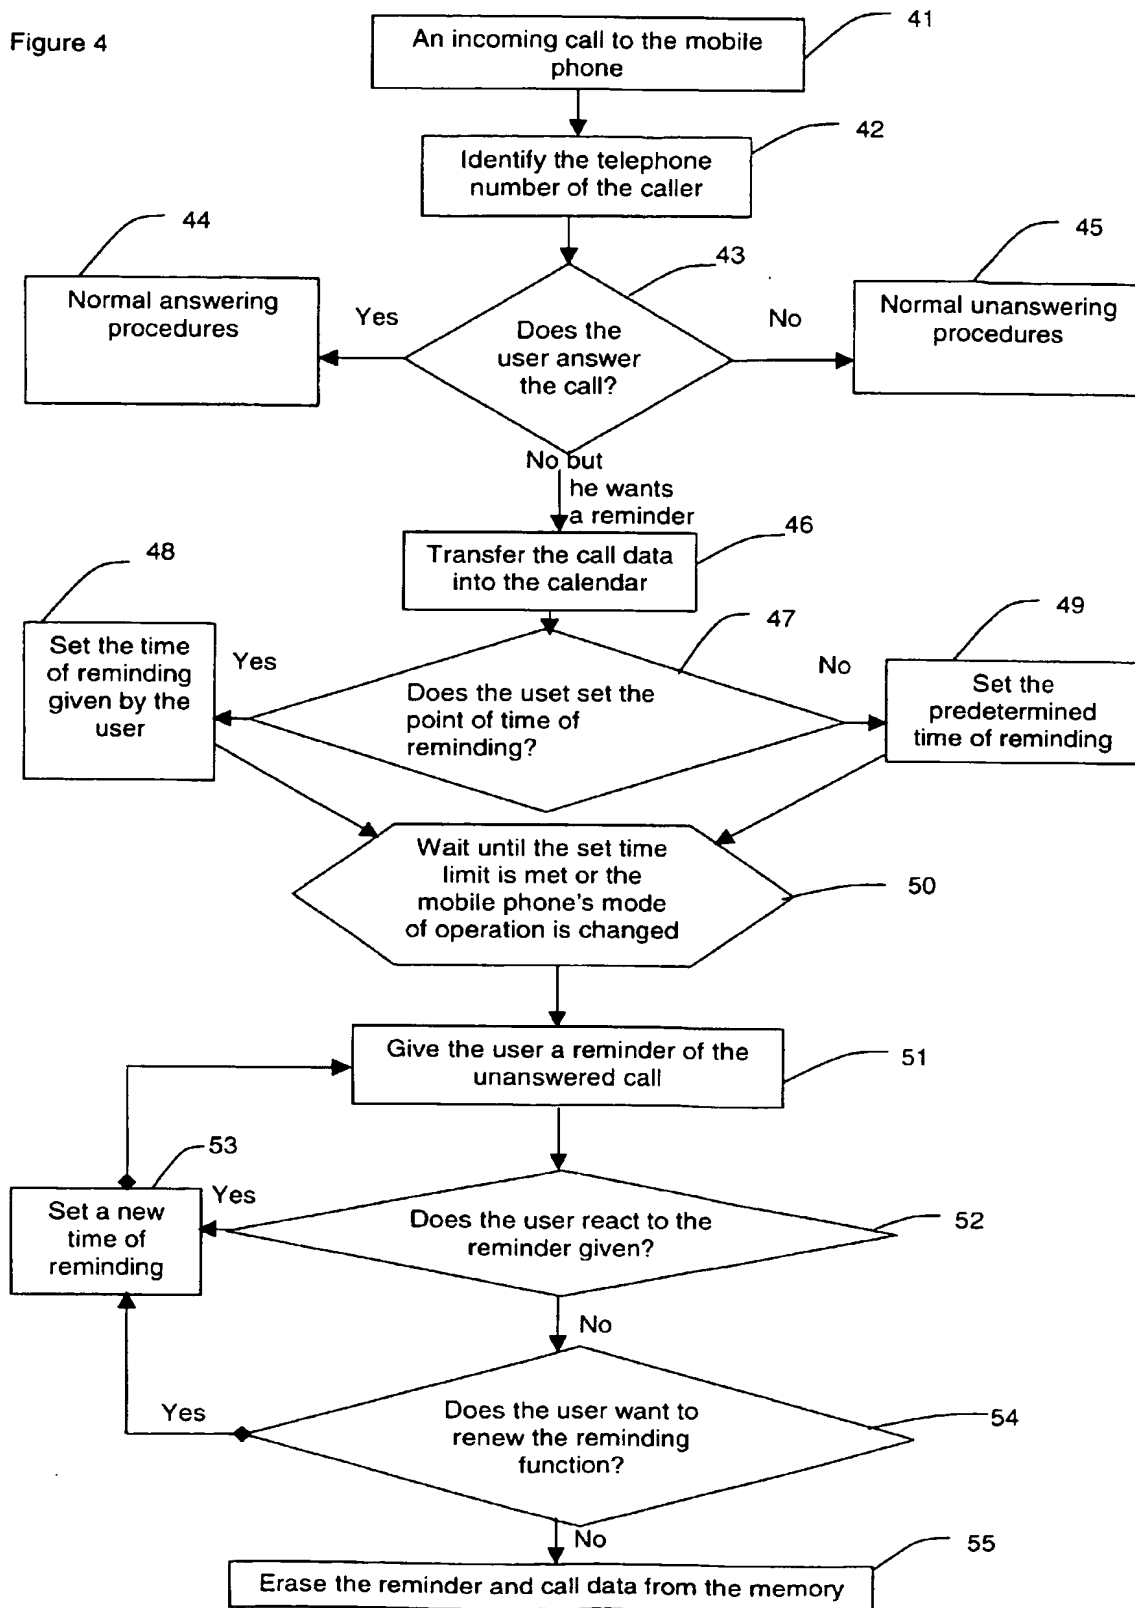 Figure 4
41
An incoming call to the mobile
phone
42
Identify the telephone
number of the caller
44
43
45
Normal answering
procedures
Yes
Does the
user answer
the call?
No
Normal unanswering
procedures
No but
he wants
a reminder
46
Transfer the call data
into the calendar
48
47
49
Set the time
of reminding
given by the
user
Yes
Does the uset set the
point of time of
reminding?
No
Set the
predetermined
time of reminding
Wait until the set time
limit is met or the
mobile phone's mode
of operation is changed
50
Give the user a reminder of the
unanswered call
51
53
Set a new
time of
reminding
Yes
Does the user react to the
reminder given?
52
No
Yes
Does the user want to
renew the reminding
function?
54
No
55
Erase the reminder and call data from the memory